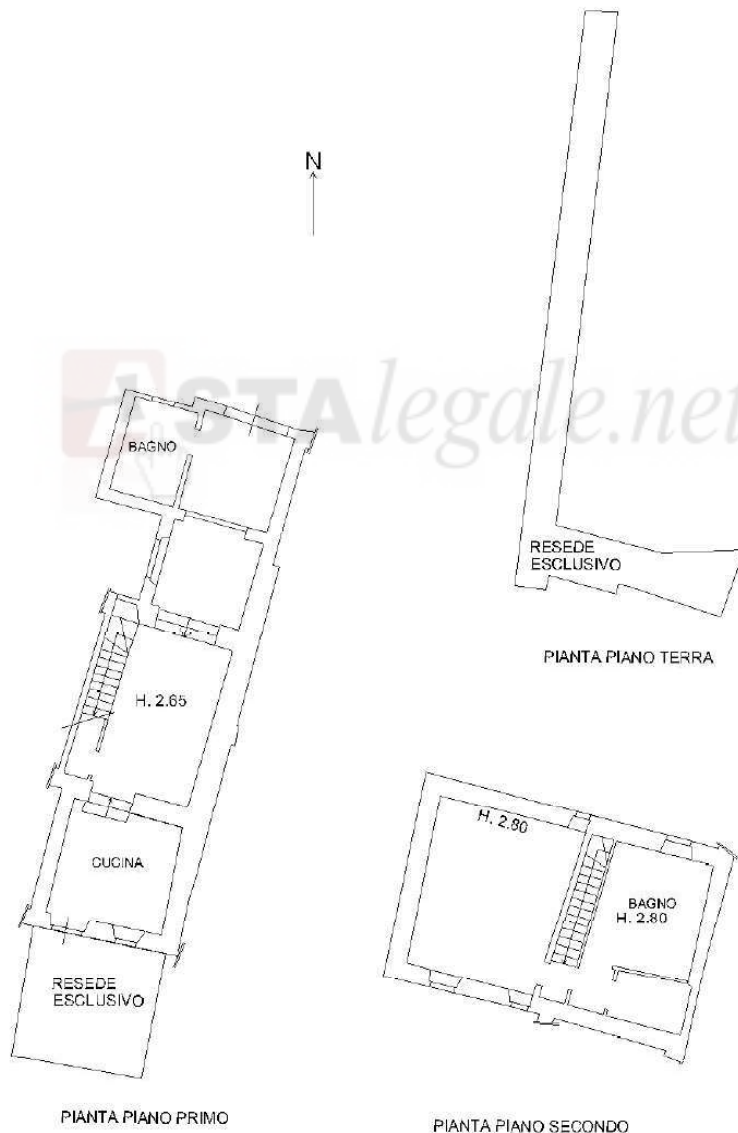 N
ASTAlegale.net
BAGNO
RESEDE
ESCLUSIVO
PIANTA PIANO TERRA
H. 2.65
CUCINA
H. 2.80
BAGNO
H. 2.80
RESEDE
ESCLUSIVO
PIANTA PIANO PRIMO
PIANTA PIANO SECONDO